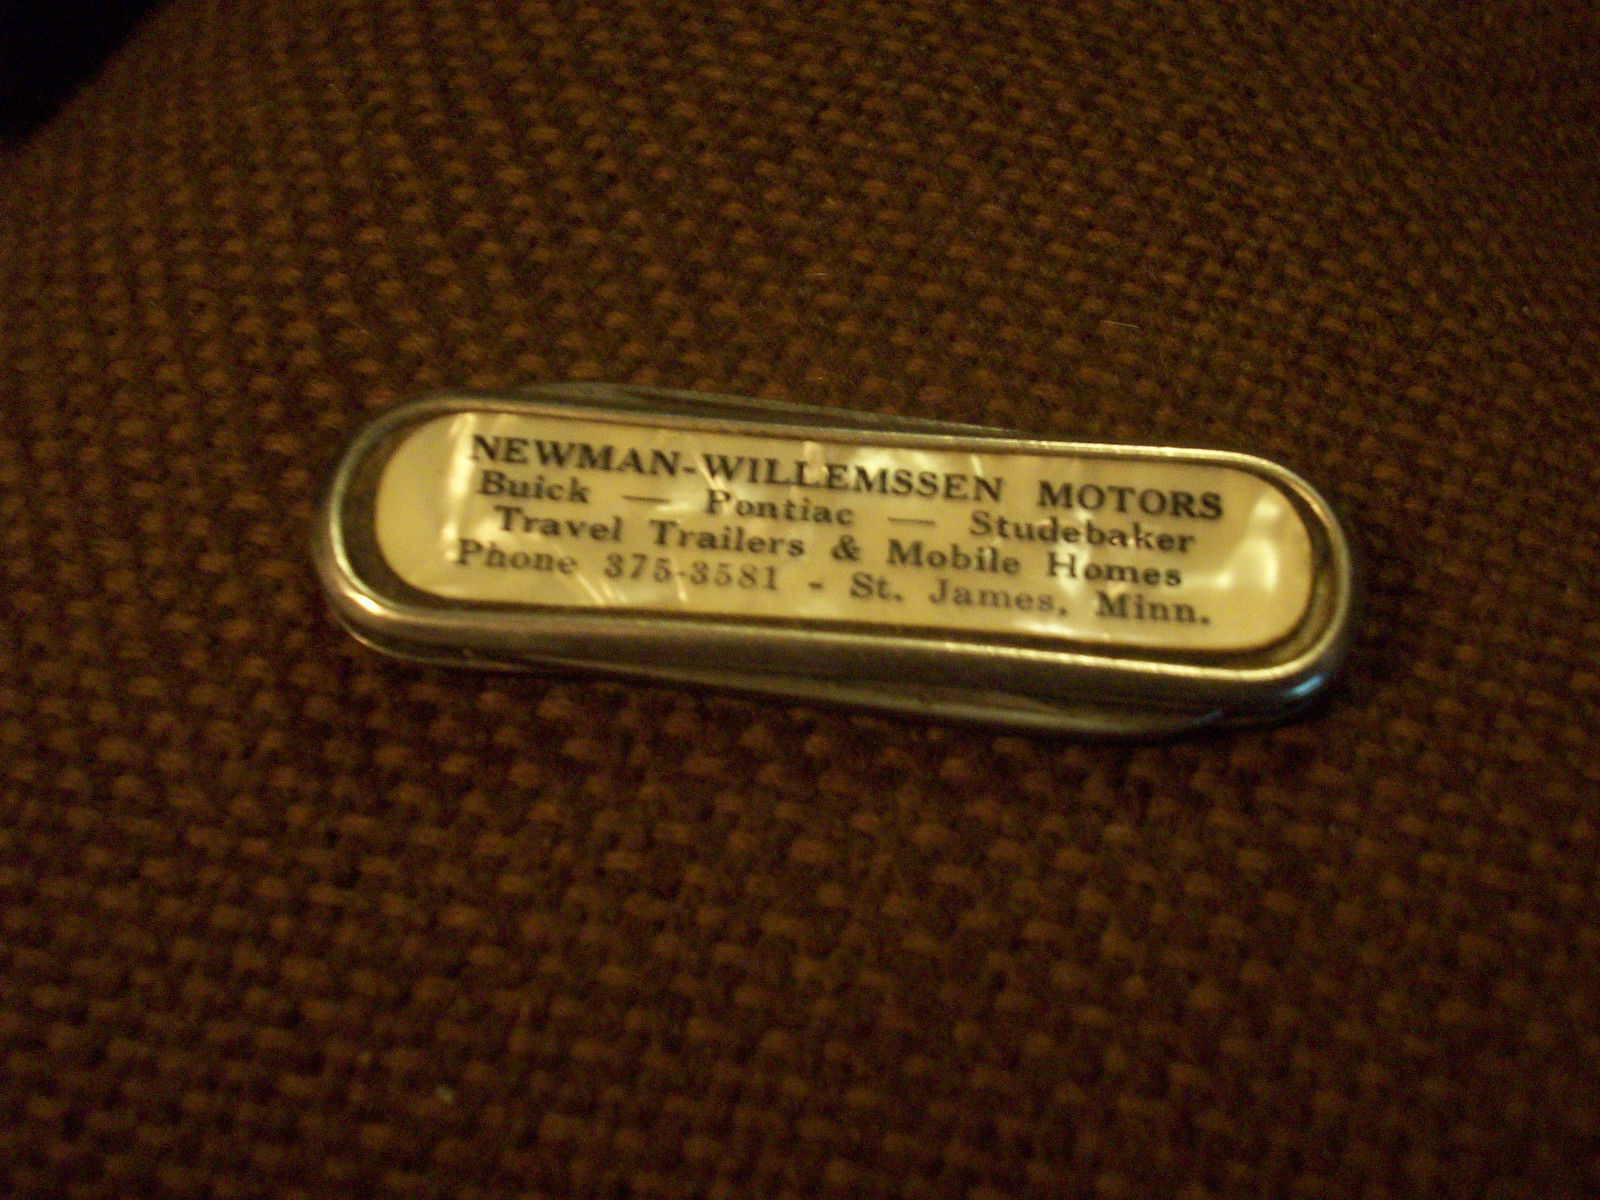 NEWMAN-WILLEMSSEN MOTORS
Buick — Pontiac — Studebaker
Travel Trailers & Mobile Homes
Phone 375-3581 - St. James, Minn.